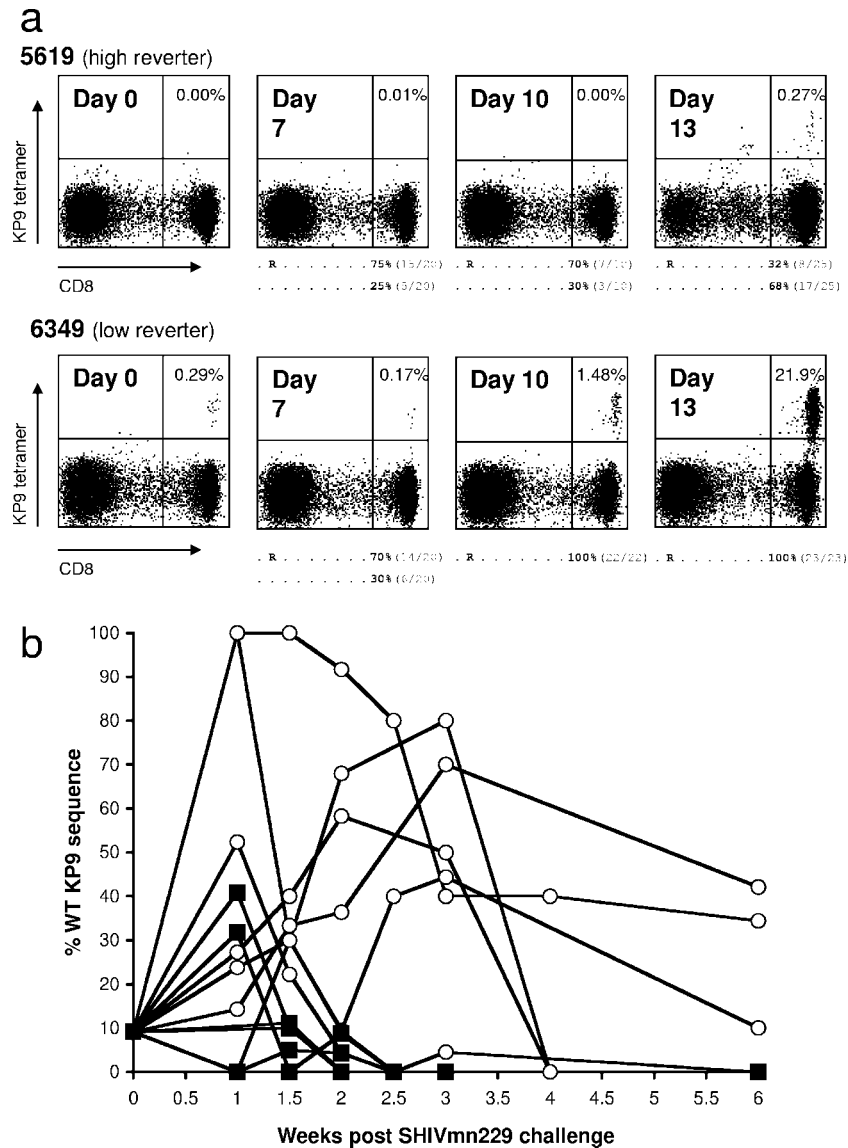 a
5619 (high reverter)
KP9 tetramer
Day 0 0.00%
Day 7 0.01%
Day 10 0.00%
Day 13 0.27%
CD8
. R . . . . . . . 75% (15/20)
. . . . . . . . . 25% (5/20)
. R . . . . . . . 70% (7/10)
. . . . . . . . . 30% (3/10)
. R . . . . . . . 32% (8/25)
. . . . . . . . . 68% (17/25)
6349 (low reverter)
KP9 tetramer
Day 0 0.29%
Day 7 0.17%
Day 10 1.48%
Day 13 21.9%
CD8
. R . . . . . . . 70% (14/20)
. . . . . . . . . 30% (6/20)
. R . . . . . . . 100% (22/22)
. R . . . . . . . 100% (23/23)
b
% WT KP9 sequence
100
90
80
70
60
50
40
30
20
10
0
0 0.5 1 1.5 2 2.5 3 3.5 4 4.5 5 5.5 6
Weeks post SHIVmn229 challenge